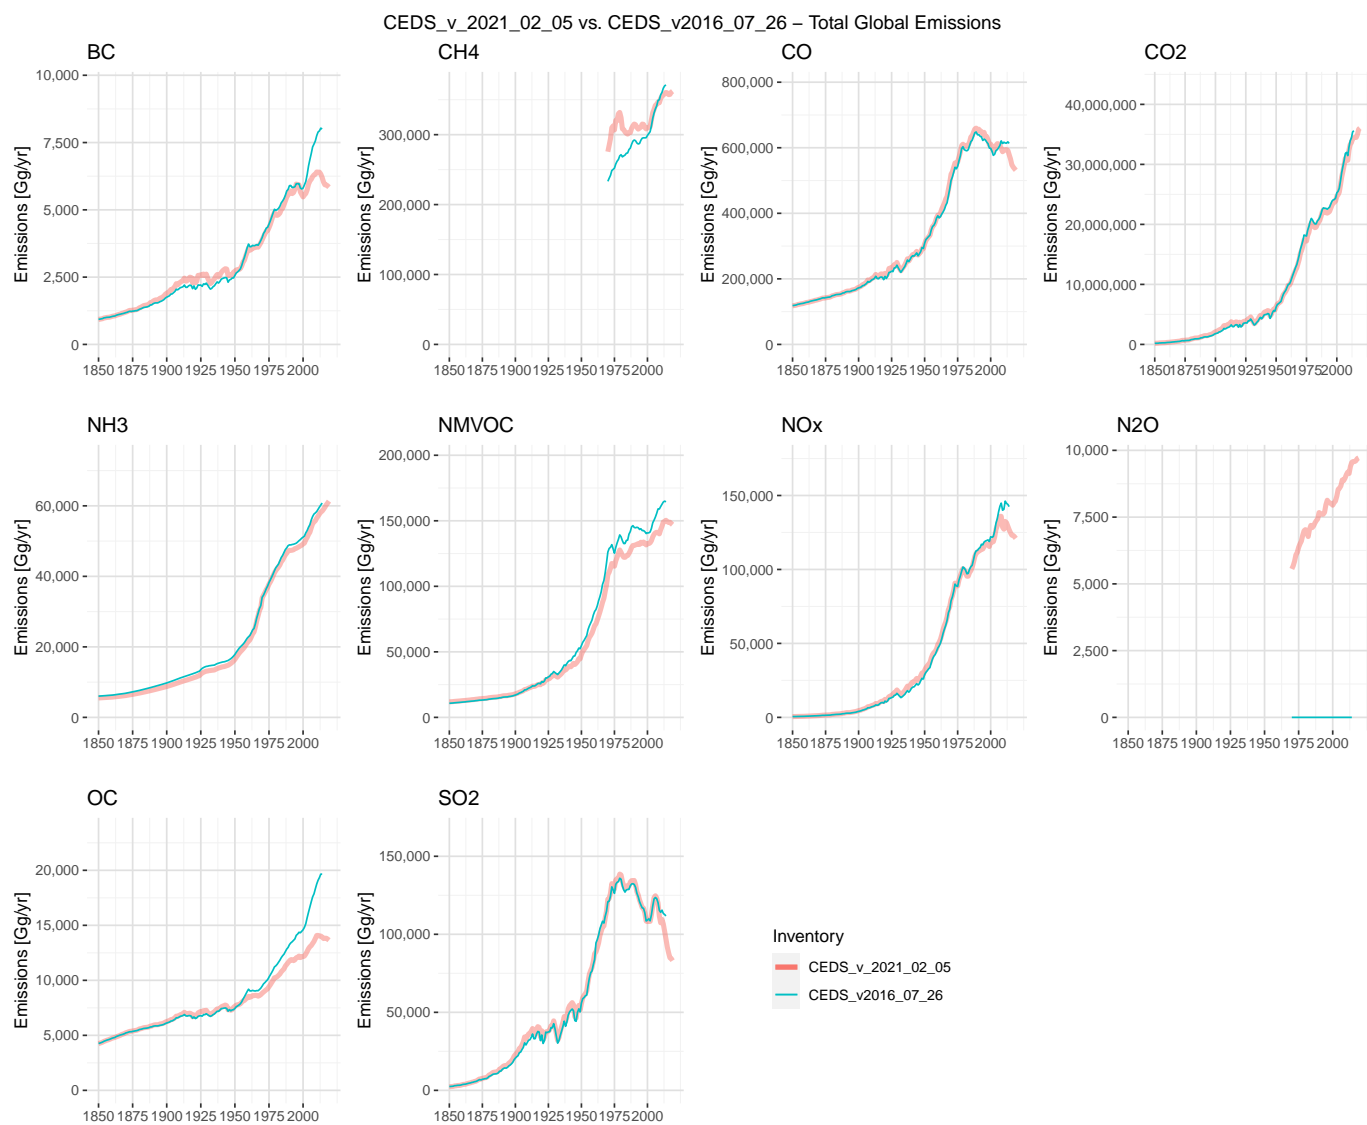 CEDS_v_2021_02_05 vs. CEDS_v2016_07_26 – Total Global Emissions
BC
Emissions [Gg/yr]
10,000
7,500
5,000
2,500
0
1850 1875 1900 1925 1950 1975 2000
CH4
Emissions [Gg/yr]
300,000
200,000
100,000
0
1850 1875 1900 1925 1950 1975 2000
CO
Emissions [Gg/yr]
800,000
600,000
400,000
200,000
0
1850 1875 1900 1925 1950 1975 2000
CO2
Emissions [Gg/yr]
40,000,000
30,000,000
20,000,000
10,000,000
0
1850 1875 1900 1925 1950 1975 2000
NH3
Emissions [Gg/yr]
60,000
40,000
20,000
0
1850 1875 1900 1925 1950 1975 2000
NMVOC
Emissions [Gg/yr]
200,000
150,000
100,000
50,000
0
1850 1875 1900 1925 1950 1975 2000
NOx
Emissions [Gg/yr]
150,000
100,000
50,000
0
1850 1875 1900 1925 1950 1975 2000
N2O
Emissions [Gg/yr]
10,000
7,500
5,000
2,500
0
1850 1875 1900 1925 1950 1975 2000
OC
Emissions [Gg/yr]
20,000
15,000
10,000
5,000
0
1850 1875 1900 1925 1950 1975 2000
SO2
Emissions [Gg/yr]
150,000
100,000
50,000
0
1850 1875 1900 1925 1950 1975 2000
Inventory
CEDS_v_2021_02_05
CEDS_v2016_07_26